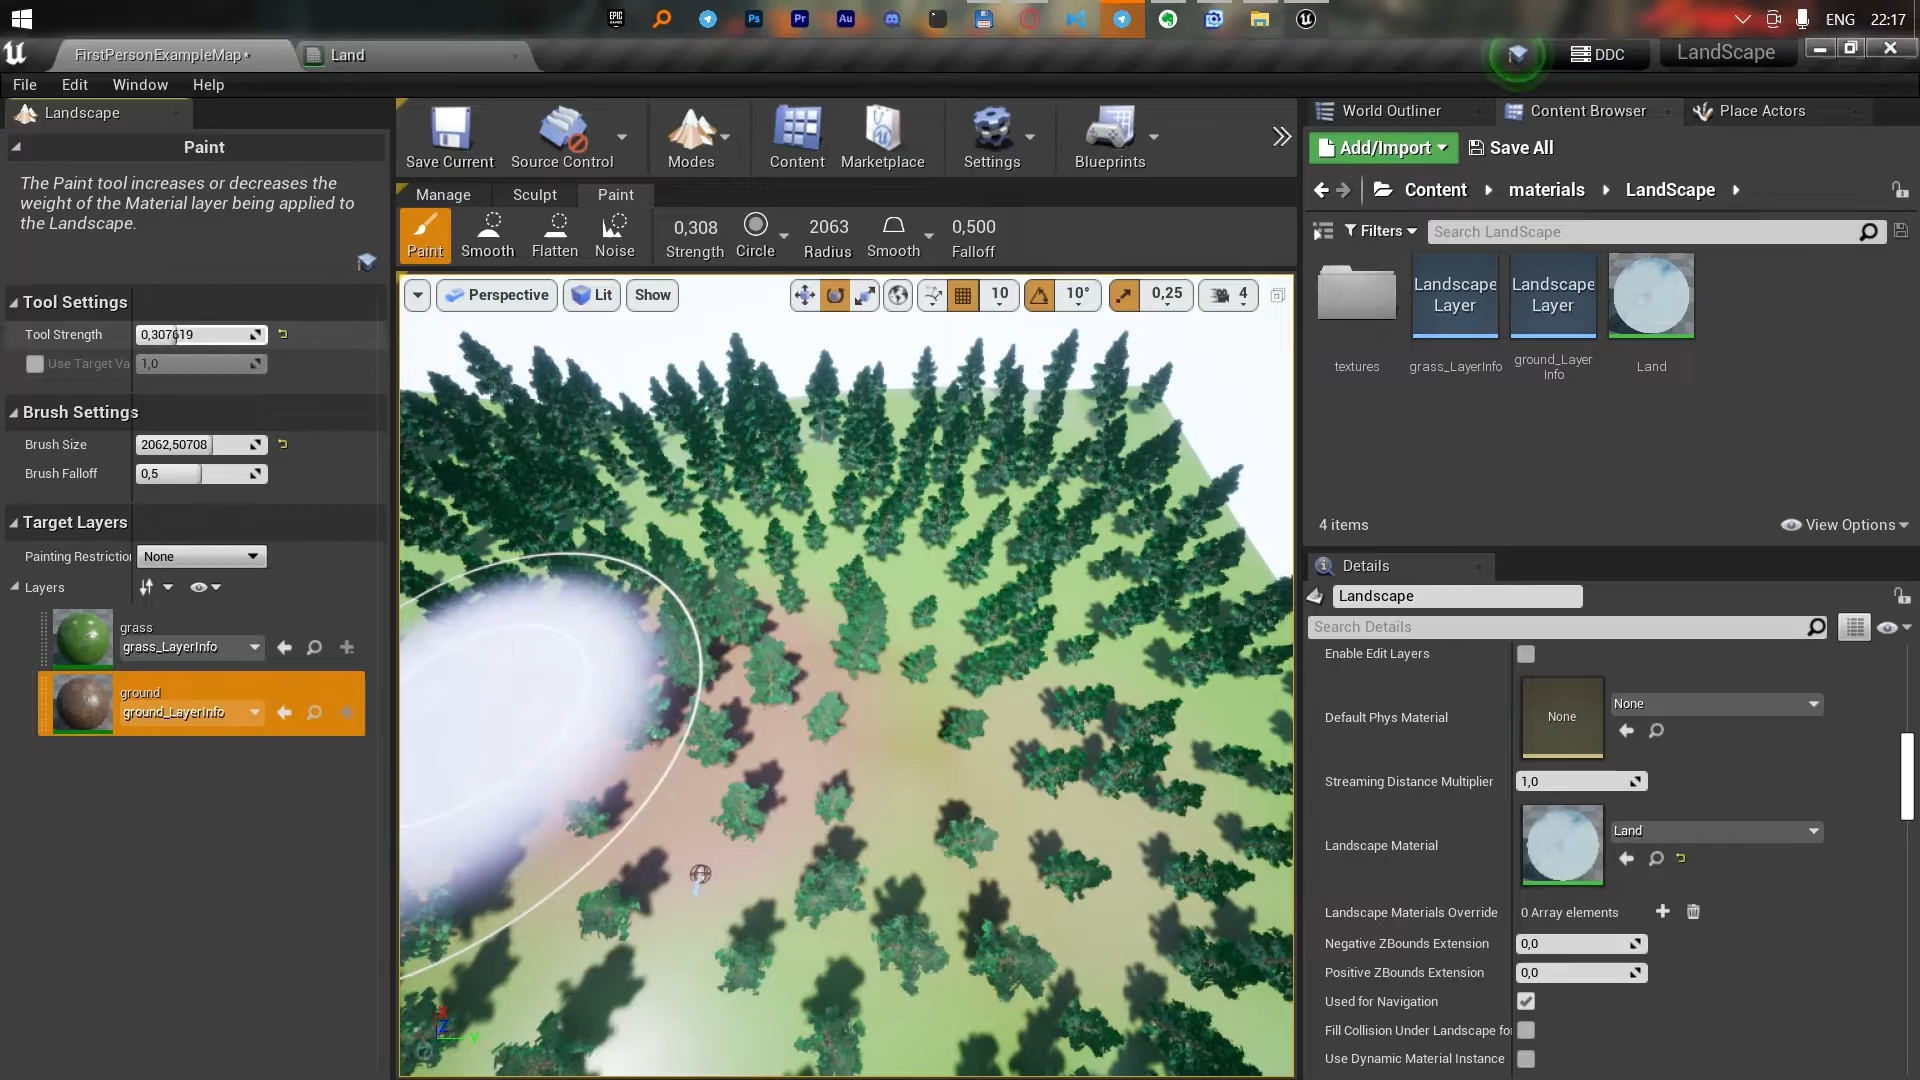 ENG 22:17
FirstPersonExampleMap•
Land
DDC
LandScape
File Edit Window Help
Landscape
Paint
The Paint tool increases or decreases the
weight of the Material layer being applied to
the Landscape.
Tool Settings
Tool Strength 0,307619
Use Target Va 1,0
Brush Settings
Brush Size 2062,50708
Brush Falloff 0,5
Target Layers
Painting Restriction None
Layers
grass
grass_LayerInfo
ground
ground_LayerInfo
Save Current
Source Control
Modes
Content
Marketplace
Settings
Blueprints
Manage Sculpt Paint
Paint
Smooth
Flatten
Noise
0,308
Strength
Circle
2063
Radius
Smooth
0,500
Falloff
Perspective
Lit
Show
10
10°
0,25
4
X
Z
Y
World Outliner
Content Browser
Place Actors
Add/Import
Save All
Content materials LandScape
Filters
Search LandScape
Landscape
Layer
Landscape
Layer
textures
grass_LayerInfo
ground_Layer
Info
Land
4 items
View Options
Details
Landscape
Search Details
Enable Edit Layers
Default Phys Material
None
None
Streaming Distance Multiplier 1,0
Landscape Material
Land
Landscape Materials Override 0 Array elements
Negative ZBounds Extension 0,0
Positive ZBounds Extension 0,0
Used for Navigation
Fill Collision Under Landscape fo
Use Dynamic Material Instance
EPIC
GAMES
Ps
Pr
Au